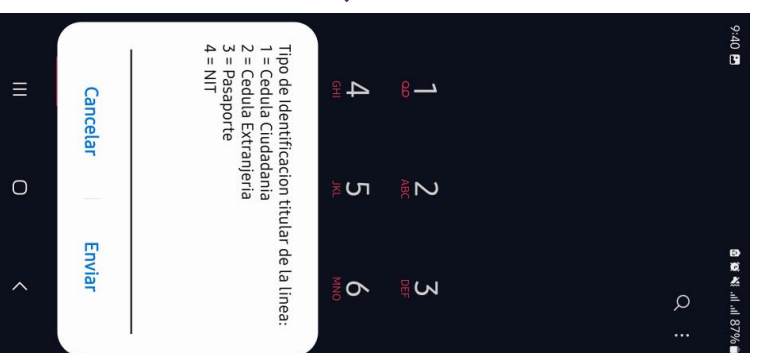 9:40
87%
1 2 3
ABC DEF
4 5 6
GHI JKL MNO
Tipo de Identificacion titular de la linea:
1 = Cedula Ciudadania
2 = Cedula Extranjeria
3 = Pasaporte
4 = NIT
Cancelar Enviar